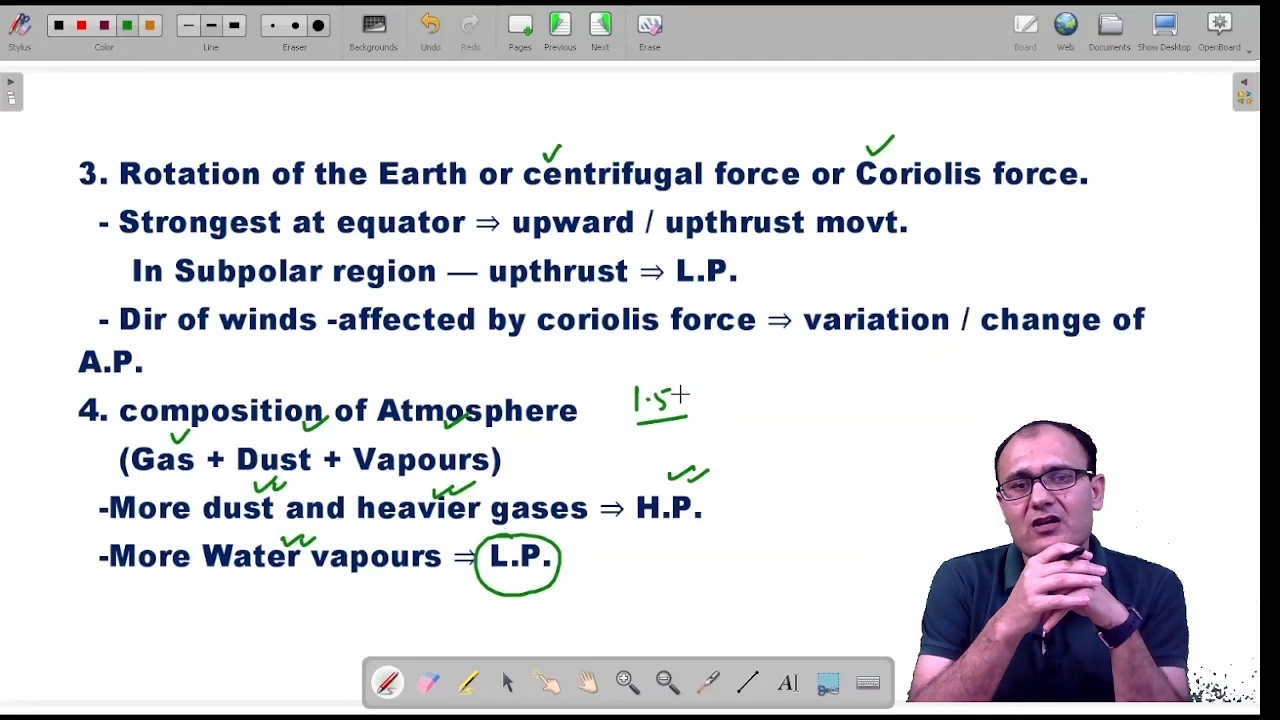 Stylus Color Line Eraser Backgrounds Undo Redo Pages Previous Next Erase Board Web Documents Show Desktop OpenBoard
3. Rotation of the Earth or centrifugal force or Coriolis force.
- Strongest at equator ⇒ upward / upthrust movt.
In Subpolar region — upthrust ⇒ L.P.
- Dir of winds -affected by coriolis force ⇒ variation / change of
A.P.
4. composition of Atmosphere 1.5
(Gas + Dust + Vapours)
-More dust and heavier gases ⇒ H.P.
-More Water vapours ⇒ L.P.